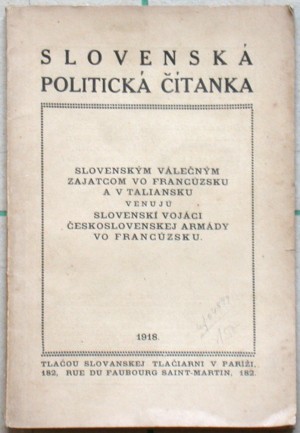 SLOVENSKÁ
POLITICKÁ ČÍTANKA
SLOVENSKÝM VÁLEČNÝM
ZAJATCOM VO FRANCÚZSKU
A V TALIANSKU
VENUJÚ
SLOVENSKÍ VOJÁCI
ČESKOSLOVENSKEJ ARMÁDY
VO FRANCÚZSKU.
1918.
TLAČOU SLOVANSKEJ TLAČIARNI V PARÍŽI,
182, RUE DU FAUBOURG SAINT-MARTIN, 182.